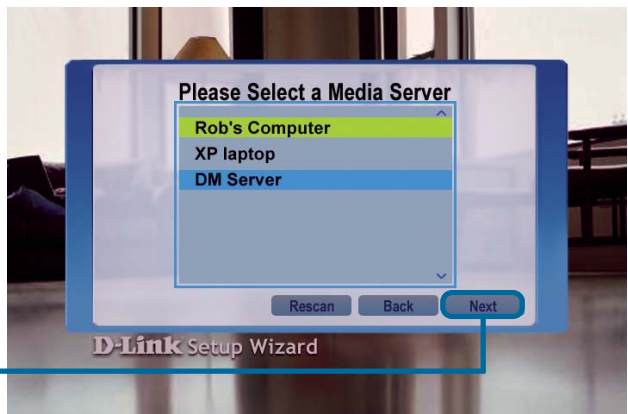 Please Select a Media Server
Rob's Computer
XP laptop
DM Server
Rescan Back Next
D-Link Setup Wizard